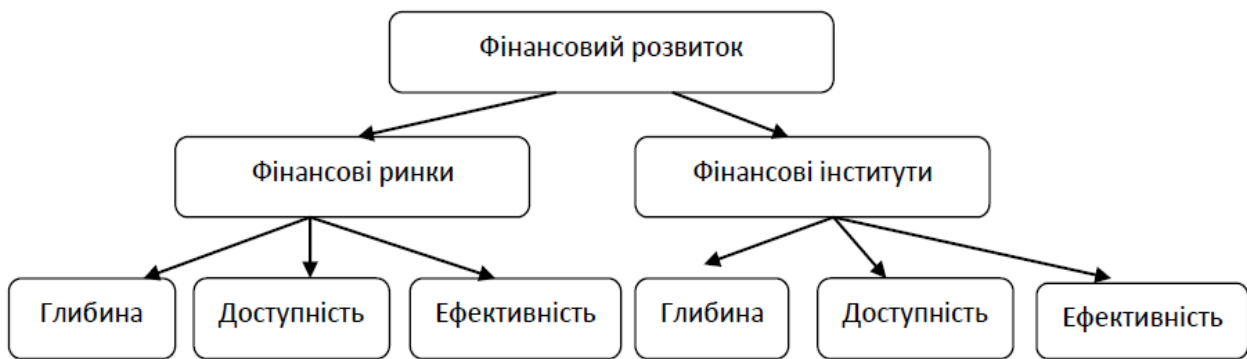 Фінансовий розвиток
Фінансові ринки
Фінансові інститути
Глибина
Доступність
Ефективність
Глибина
Доступність
Ефективність